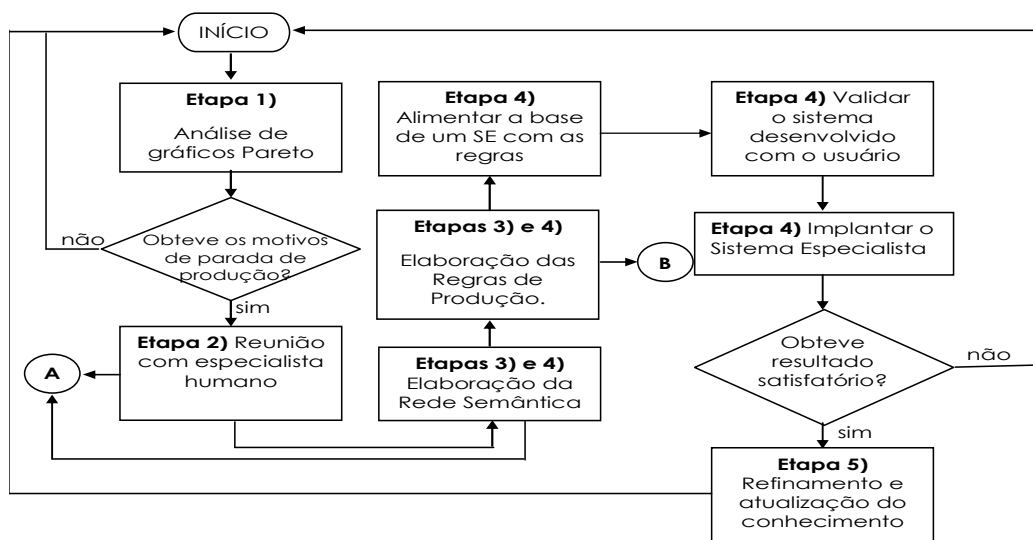 INÍCIO
Etapa 1)
Análise de
gráficos Pareto
não
Obteve os motivos
de parada de
produção?
sim
Etapa 2) Reunião
com especialista
humano
A
Etapa 4)
Alimentar a base
de um SE com as
regras
Etapas 3) e 4)
Elaboração das
Regras de
Produção.
Etapas 3) e 4)
Elaboração da
Rede Semântica
B
Etapa 4) Validar
o sistema
desenvolvido
com o usuário
Etapa 4) Implantar o
Sistema Especialista
Obteve
resultado
satisfatório?
não
sim
Etapa 5)
Refinamento e
atualização do
conhecimento